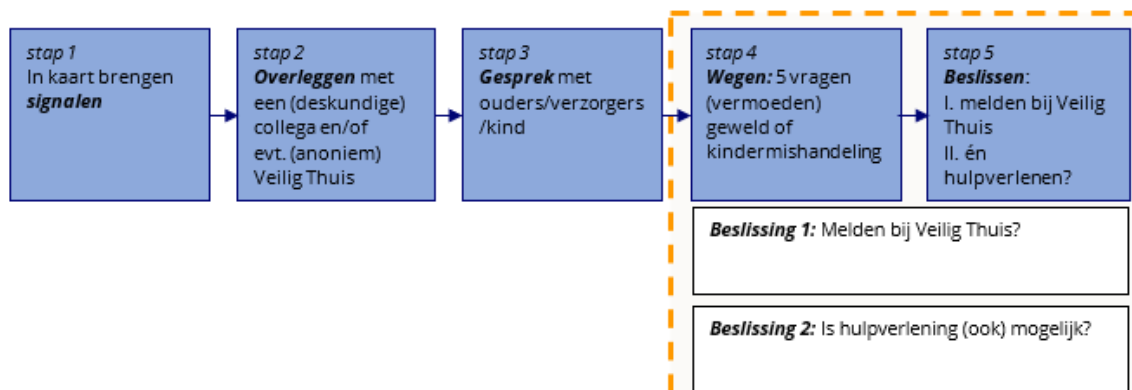 stap 1
In kaart brengen
signalen
stap 2
Overleggen met
een (deskundige)
collega en/of
evt. (anoniem)
Veilig Thuis
stap 3
Gesprek met
ouders/verzorgers
/kind
stap 4
Wegen: 5 vragen
(vermoeden)
geweld of
kindermishandeling
stap 5
Beslissen:
I. melden bij Veilig
Thuis
II. én
hulpverlenen?
Beslissing 1: Melden bij Veilig Thuis?
Beslissing 2: Is hulpverlening (ook) mogelijk?